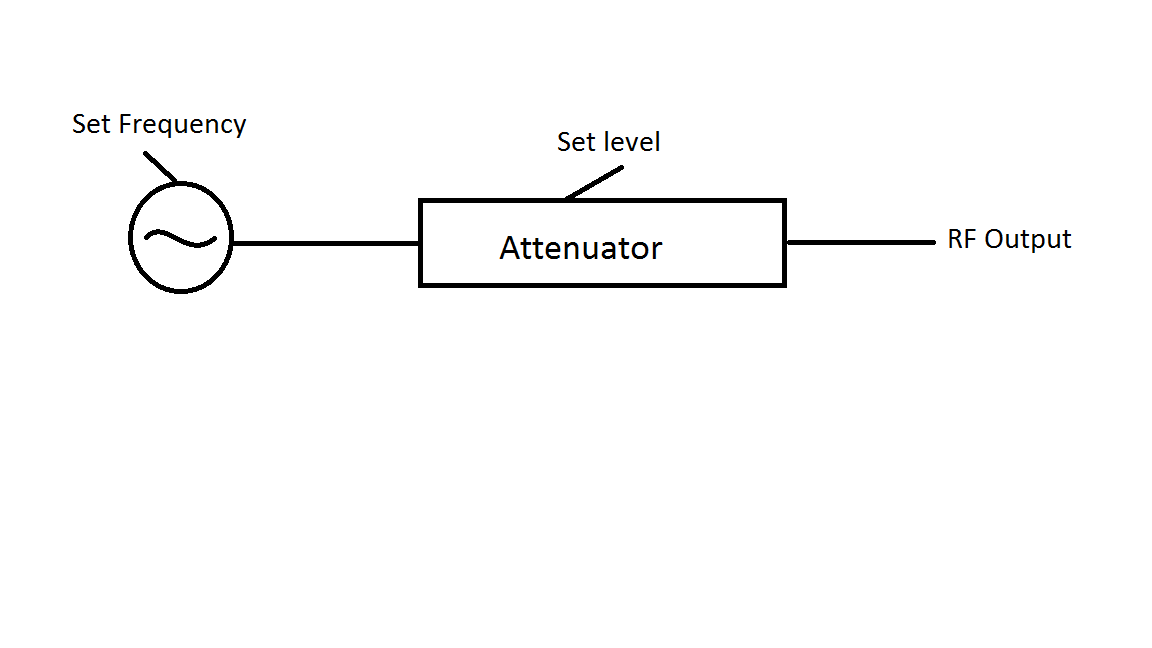 Set Frequency
Set level
Attenuator
RF Output